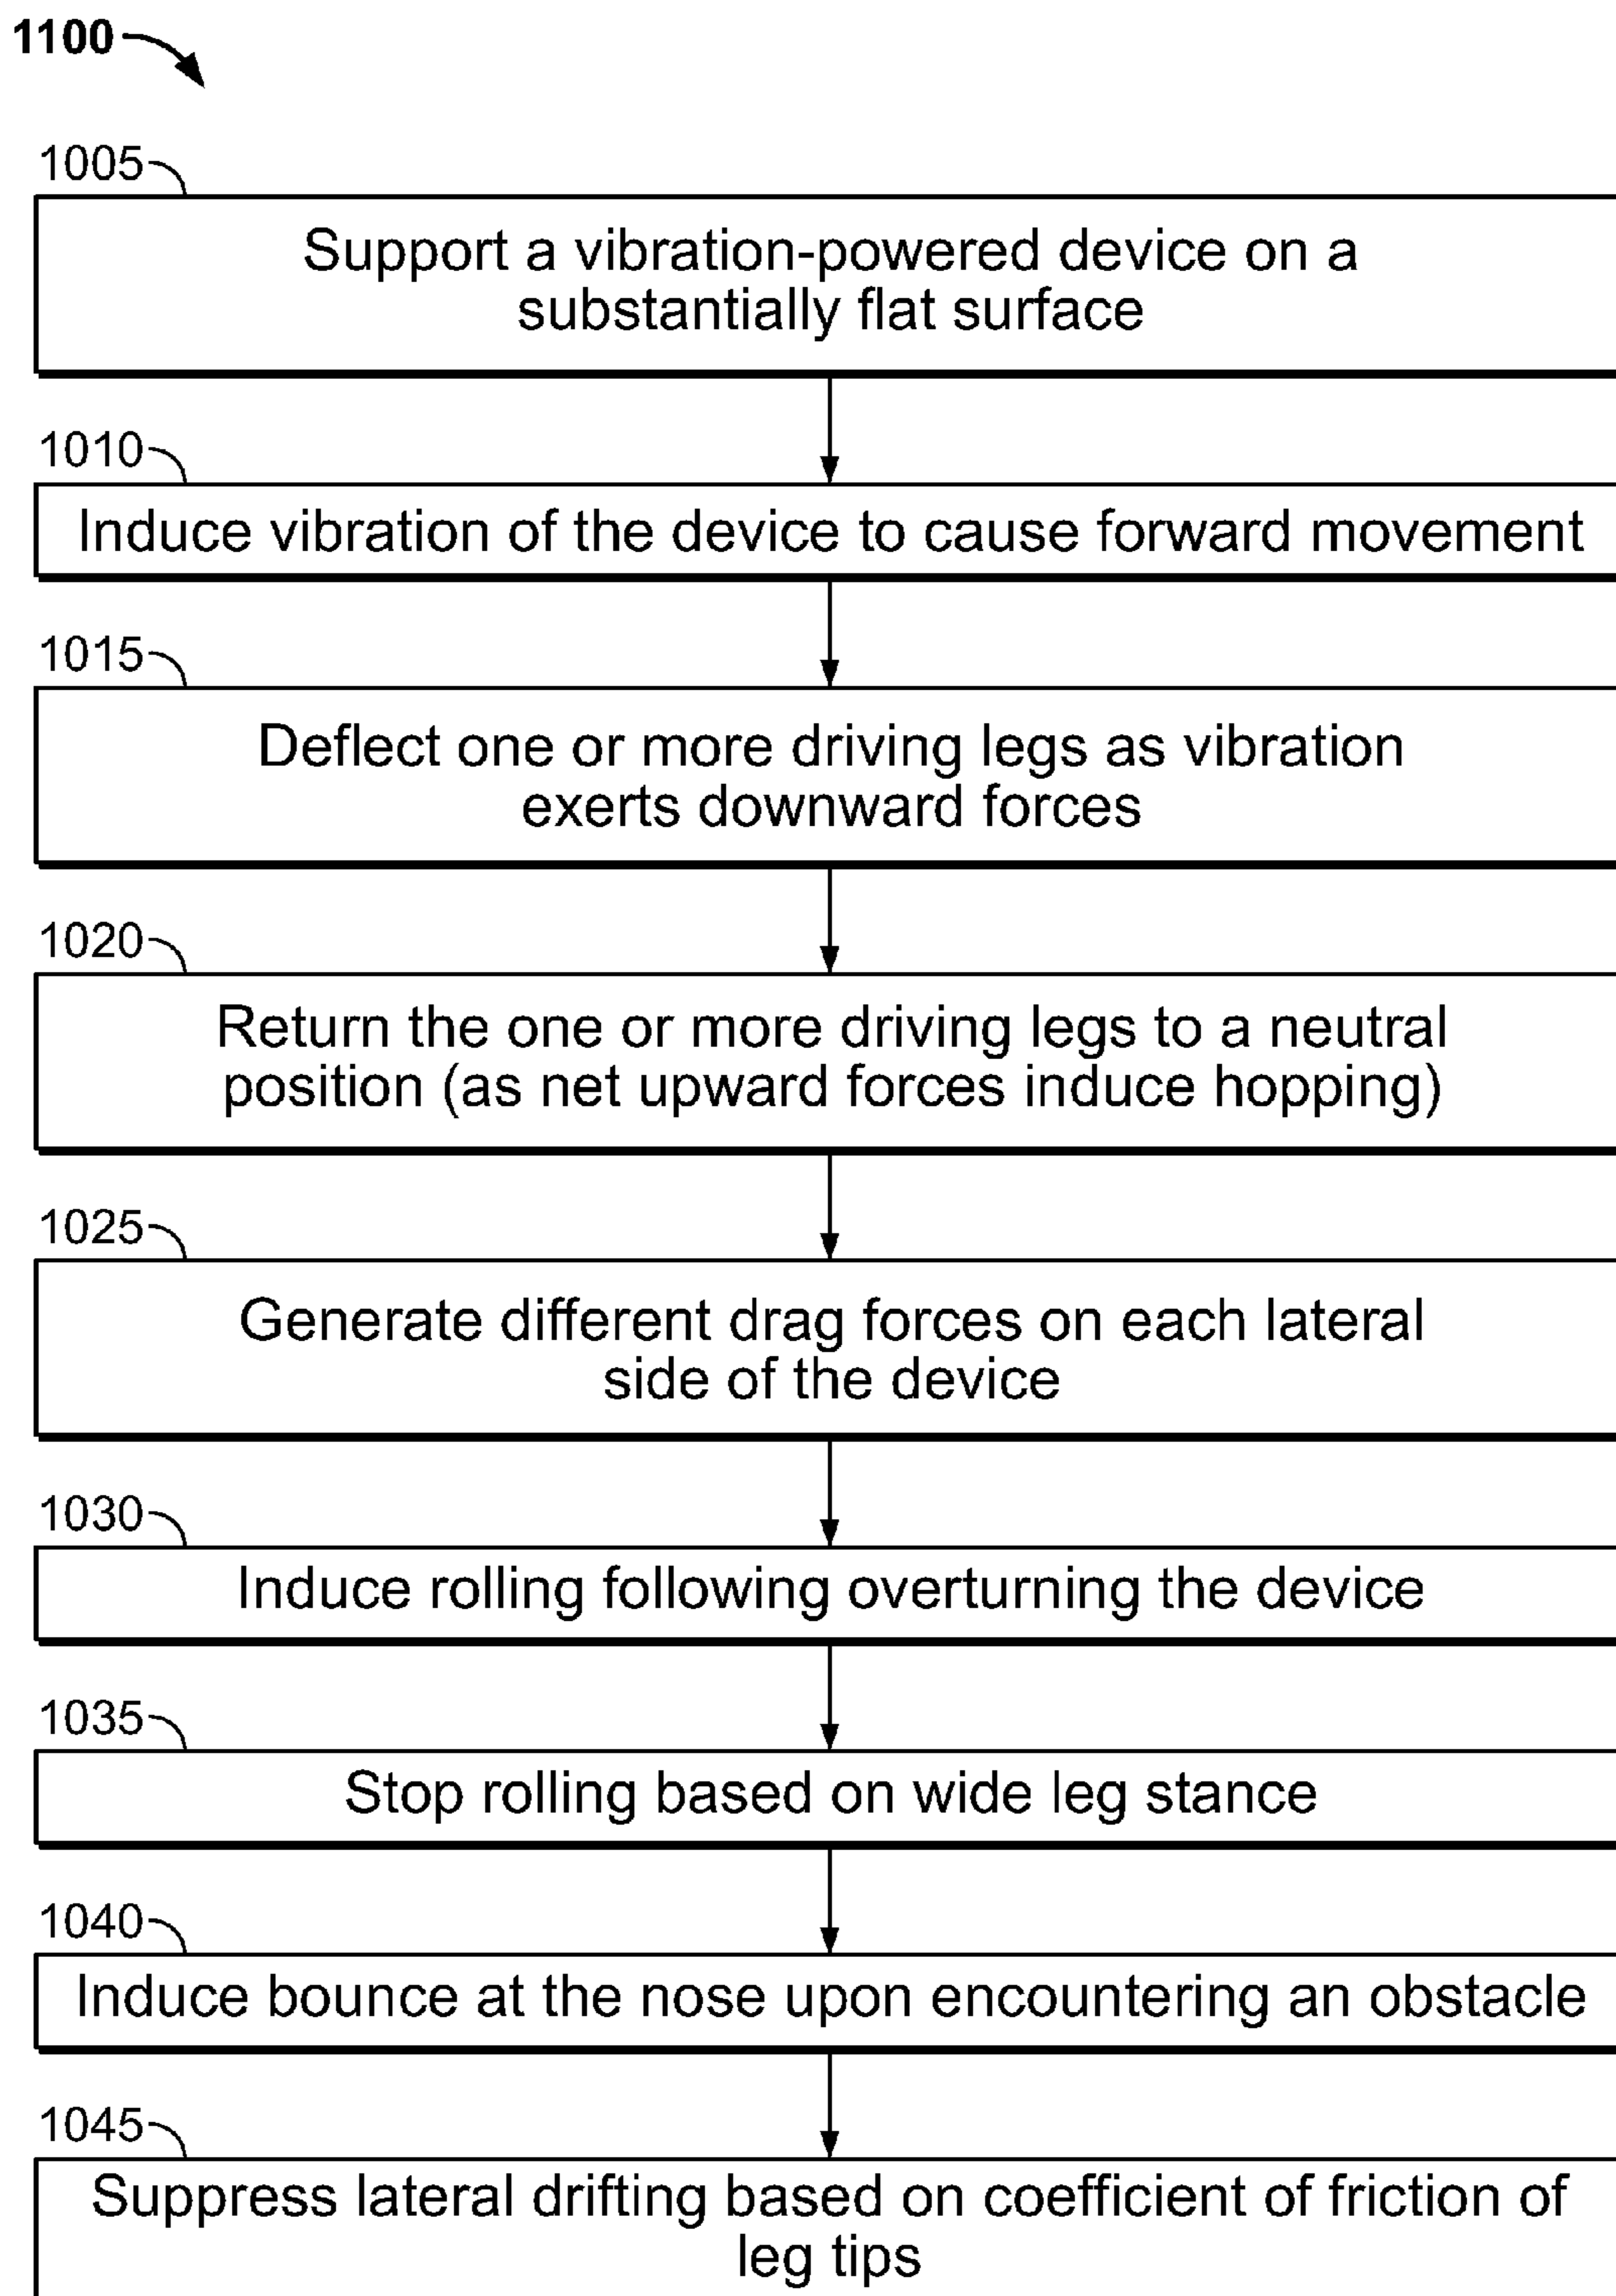 1100
1005
Support a vibration-powered device on a
substantially flat surface
1010
Induce vibration of the device to cause forward movement
1015
Deflect one or more driving legs as vibration
exerts downward forces
1020
Return the one or more driving legs to a neutral
position (as net upward forces induce hopping)
1025
Generate different drag forces on each lateral
side of the device
1030
Induce rolling following overturning the device
1035
Stop rolling based on wide leg stance
1040
Induce bounce at the nose upon encountering an obstacle
1045
Suppress lateral drifting based on coefficient of friction of
leg tips